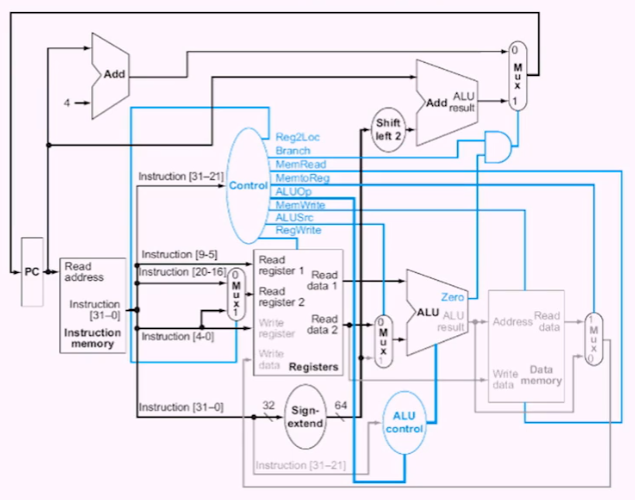 Add
4
0
Mux
1
Add
ALU
result
Shift
left 2
Reg2Loc
Branch
MemRead
MemtoReg
ALUOp
MemWrite
ALUSrc
RegWrite
Control
Instruction [31–21]
PC
Read
address
Instruction
[31–0]
Instruction
memory
Instruction [9-5]
Instruction [20-16]
Instruction [4-0]
0
Mux
1
Read
register 1
Read
register 2
Write
register
Write
data
Read
data 1
Read
data 2
Registers
0
Mux
1
Zero
ALU
ALU
result
Address
Read
data
Write
data
Data
memory
1
Mux
0
Instruction [31–0]
32
Sign-
extend
64
ALU
control
Instruction [31–21]